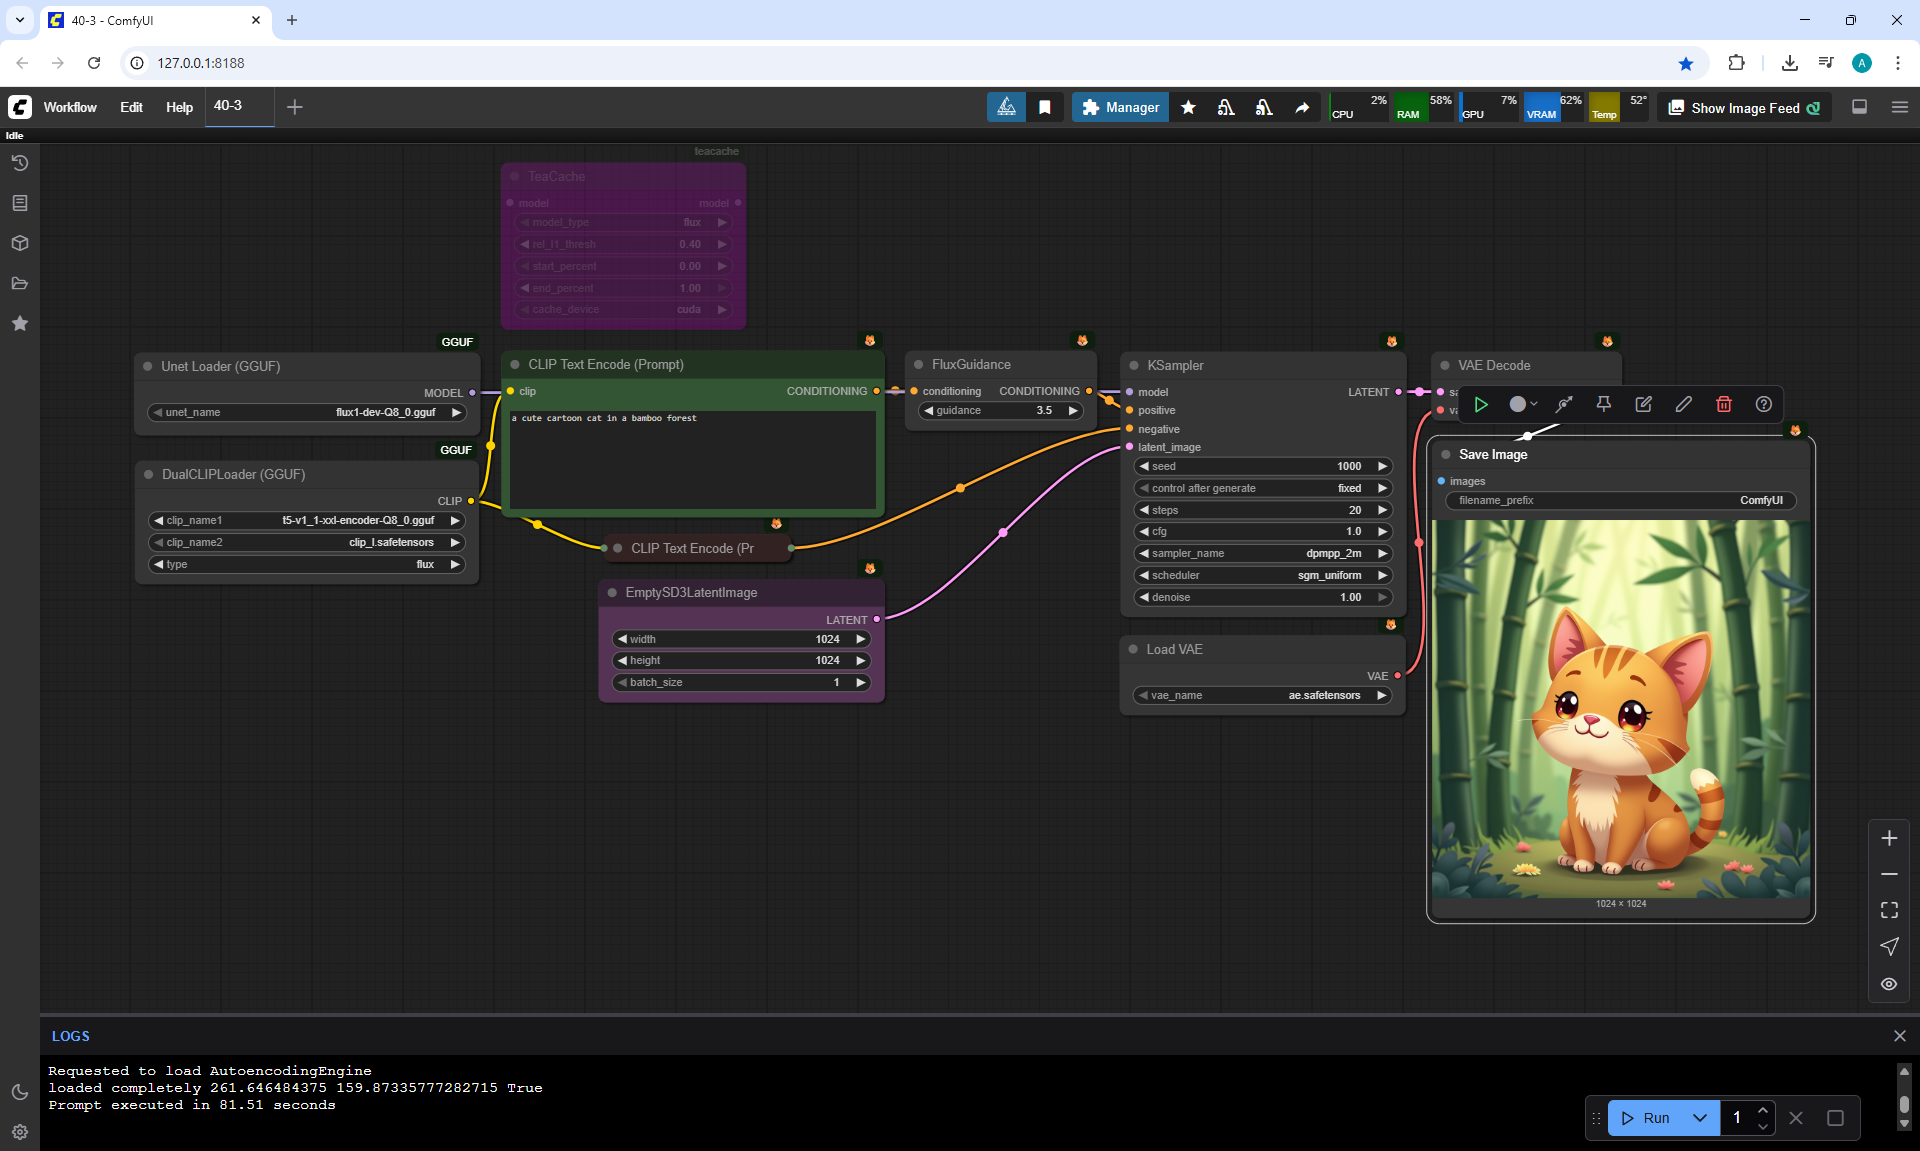 40-3 - ComfyUI
127.0.0.1:8188
A
Workflow
Edit
Help
40-3
Manager
CPU
2%
RAM
58%
GPU
7%
VRAM
62%
Temp
52°
Show Image Feed
Idle
teacache
TeaCache
model
model
model_type
flux
rel_l1_thresh
0.40
start_percent
0.00
end_percent
1.00
cache_device
cuda
GGUF
Unet Loader (GGUF)
MODEL
unet_name
flux1-dev-Q8_0.gguf
GGUF
DualCLIPLoader (GGUF)
CLIP
clip_name1
t5-v1_1-xxl-encoder-Q8_0.gguf
clip_name2
clip_l.safetensors
type
flux
CLIP Text Encode (Prompt)
clip
CONDITIONING
a cute cartoon cat in a bamboo forest
CLIP Text Encode (Pr
EmptySD3LatentImage
LATENT
width
1024
height
1024
batch_size
1
FluxGuidance
conditioning
CONDITIONING
guidance
3.5
KSampler
model
LATENT
positive
negative
latent_image
seed
1000
control after generate
fixed
steps
20
cfg
1.0
sampler_name
dpmpp_2m
scheduler
sgm_uniform
denoise
1.00
Load VAE
VAE
vae_name
ae.safetensors
VAE Decode
Save Image
images
filename_prefix
ComfyUI
1024 × 1024
LOGS
Requested to load AutoencodingEngine
loaded completely 261.646484375 159.87335777282715 True
Prompt executed in 81.51 seconds
Run
1